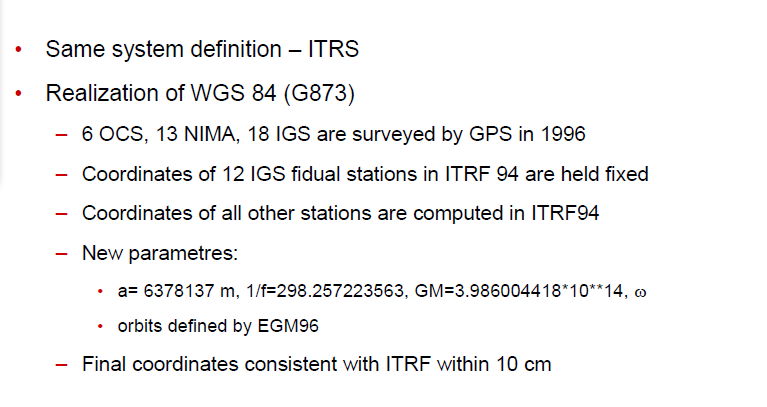 • Same system definition – ITRS
• Realization of WGS 84 (G873)
– 6 OCS, 13 NIMA, 18 IGS are surveyed by GPS in 1996
– Coordinates of 12 IGS fidual stations in ITRF 94 are held fixed
– Coordinates of all other stations are computed in ITRF94
– New parametres:
• a= 6378137 m, 1/f=298.257223563, GM=3.986004418*10**14, ω
• orbits defined by EGM96
– Final coordinates consistent with ITRF within 10 cm